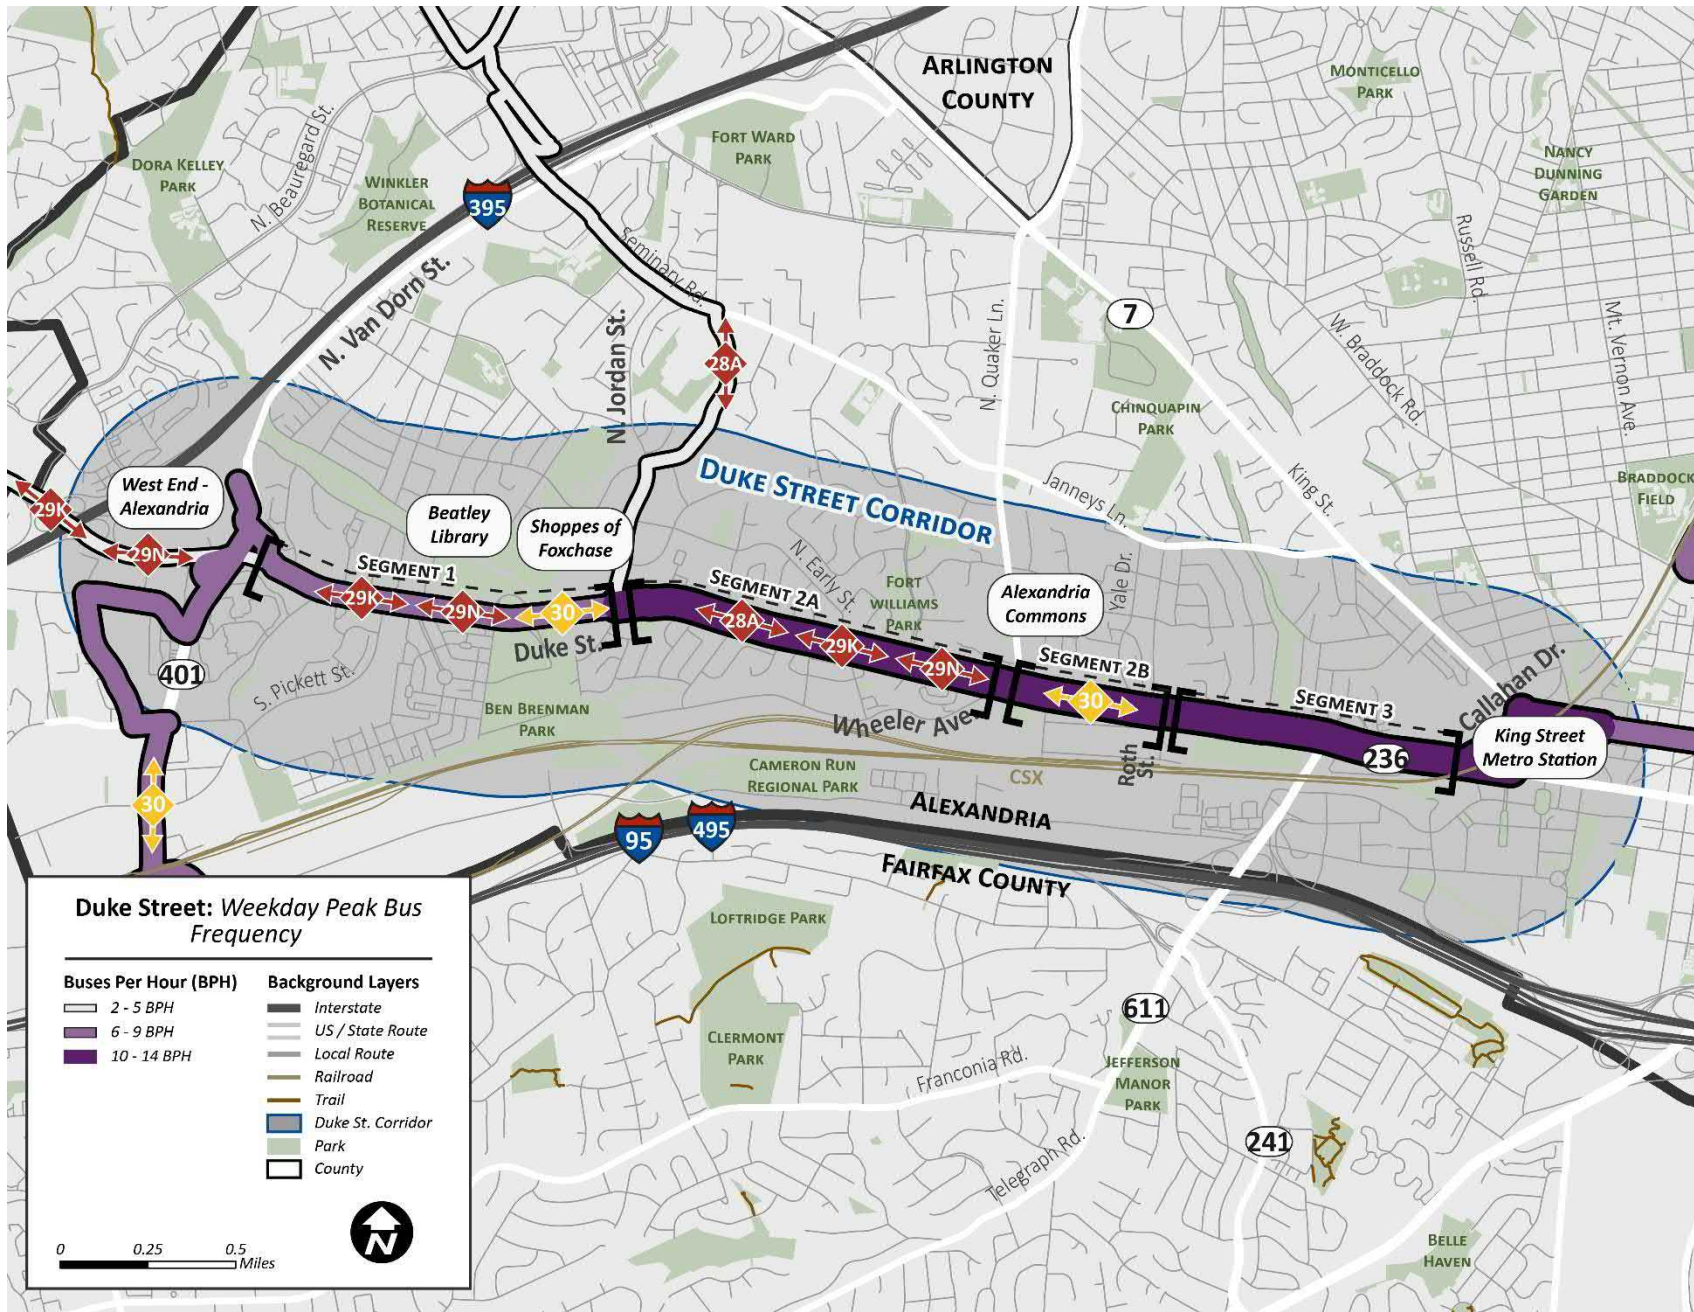 ARLINGTON
COUNTY
MONTICELLO
PARK
DORA KELLEY
PARK
N. Beauregard St.
WINKLER
BOTANICAL
RESERVE
395
FORT WARD
PARK
NANCY
DUNNING
GARDEN
Seminary Rd.
Russell Rd.
N. Van Dorn St.
N. Jordan St.
28A
N. Quaker Ln.
7
W. Braddock Rd.
Mt. Vernon Ave.
CHINQUAPIN
PARK
King St.
BRADDOCK
FIELD
DUKE STREET CORRIDOR
Janneys Ln.
West End -
Alexandria
29K
29N
Beatley
Library
Shoppes of
Foxchase
SEGMENT 1
29K
29N
30
Duke St.
N. Early St.
SEGMENT 2A
FORT
WILLIAMS
PARK
28A
29K
29N
Alexandria
Commons
Yale Dr.
SEGMENT 2B
30
SEGMENT 3
Callahan Dr.
King Street
Metro Station
236
401
S. Pickett St.
BEN BRENMAN
PARK
Wheeler Ave.
Roth
St.
CAMERON RUN
REGIONAL PARK
CSX
30
95
495
ALEXANDRIA
FAIRFAX COUNTY
LOFTRIDGE PARK
CLERMONT
PARK
Franconia Rd.
611
JEFFERSON
MANOR
PARK
Telegraph Rd.
241
BELLE
HAVEN
Duke Street: Weekday Peak Bus
Frequency
Buses Per Hour (BPH)
2 - 5 BPH
6 - 9 BPH
10 - 14 BPH
Background Layers
Interstate
US / State Route
Local Route
Railroad
Trail
Duke St. Corridor
Park
County
N
0 0.25 0.5
Miles